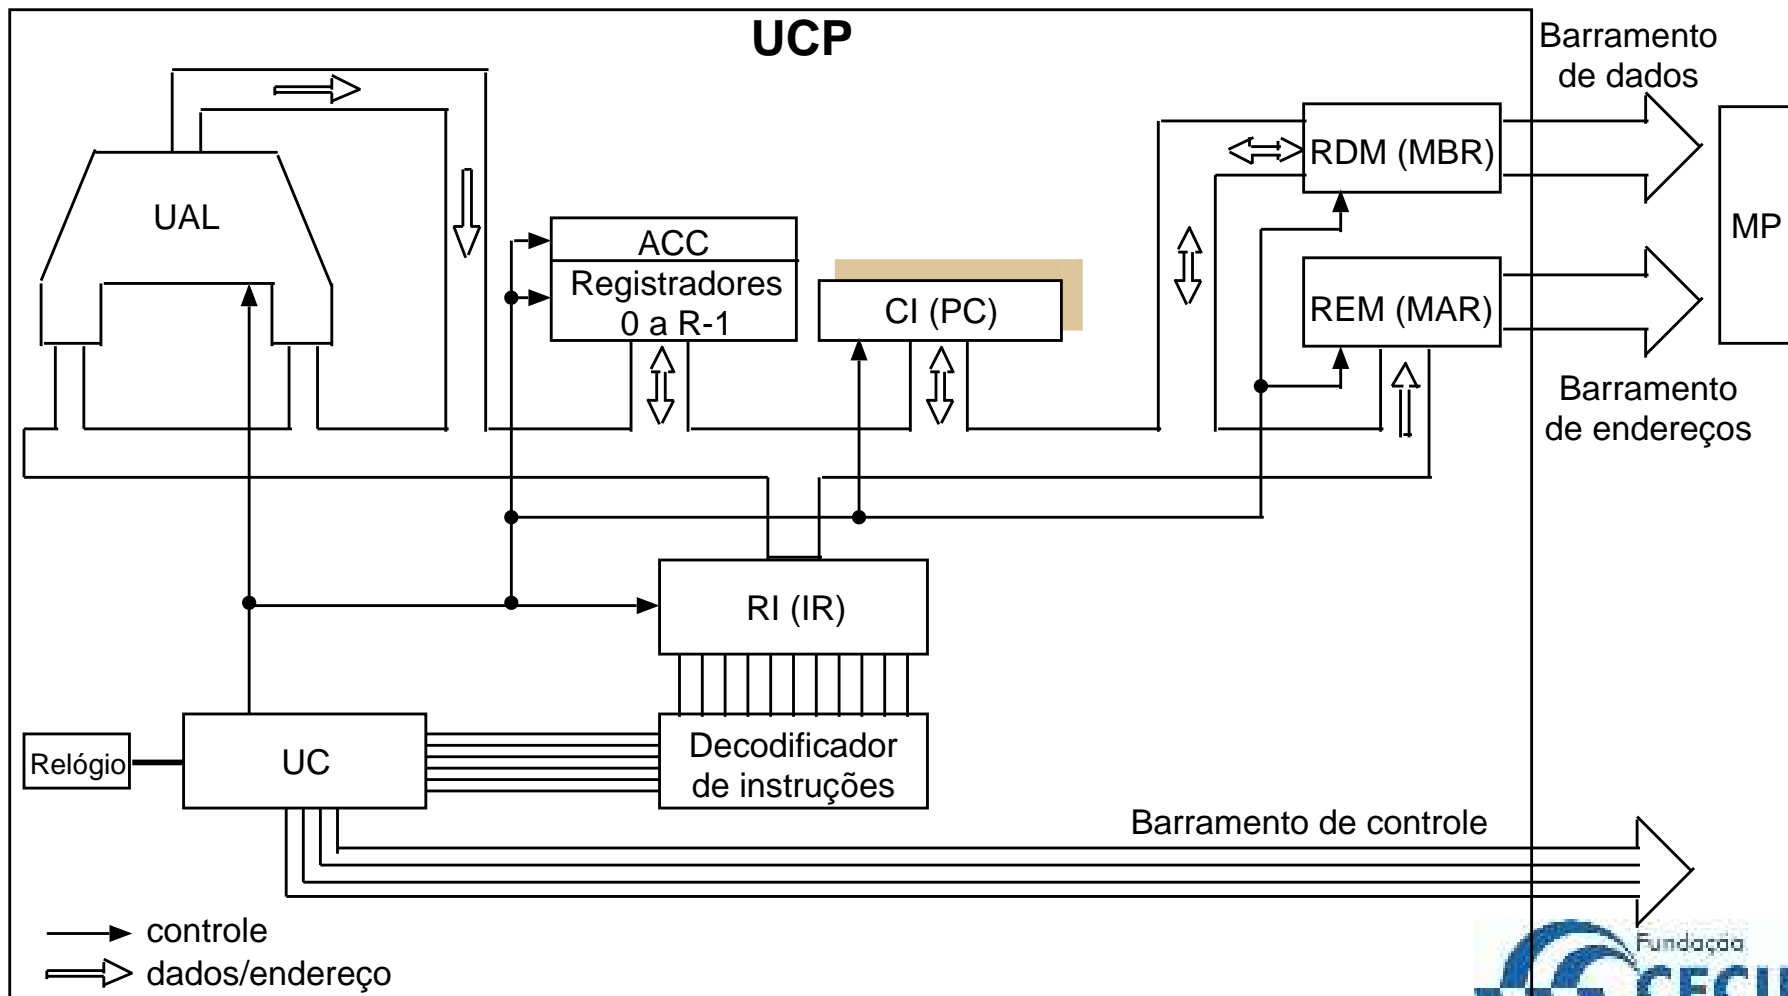 UCP
Barramento
de dados
RDM (MBR)
UAL
MP
ACC
Registradores
0 a R-1
CI (PC)
REM (MAR)
Barramento
de endereços
RI (IR)
Relógio
UC
Decodificador
de instruções
Barramento de controle
controle
dados/endereço
Fundação